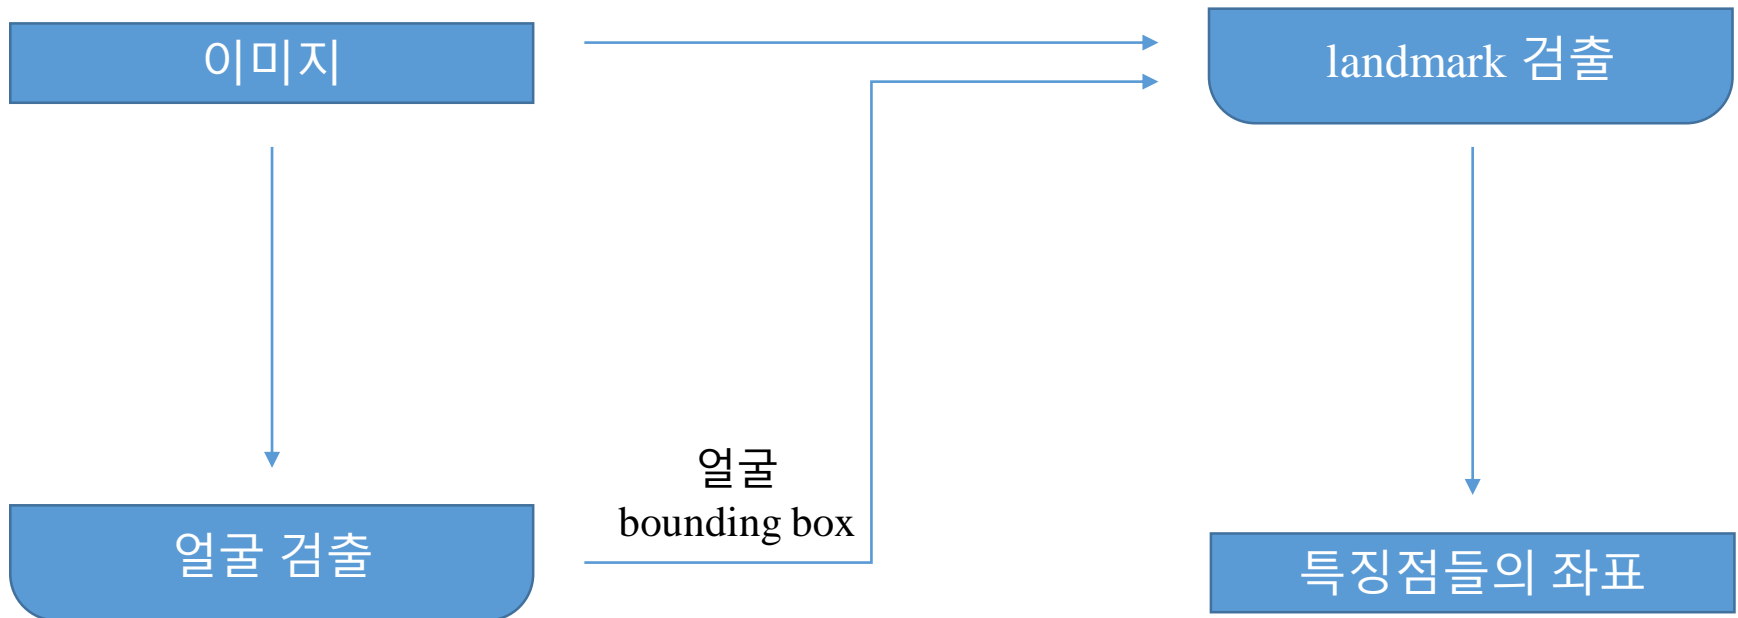 이미지
landmark 검출
얼굴
bounding box
얼굴 검출
특징점들의 좌표